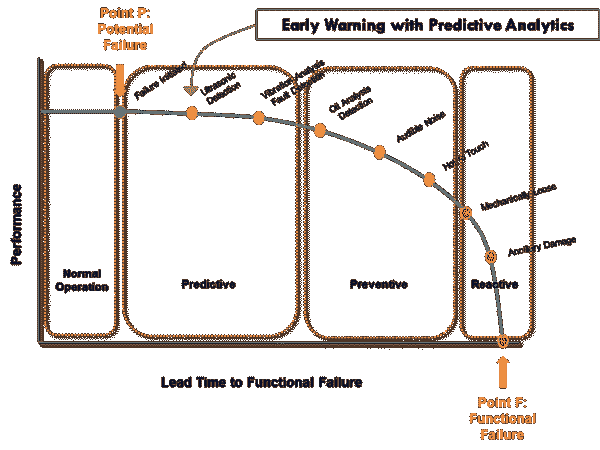 Point P:
Potential
Failure
Early Warning with Predictive Analytics
Failure Initiated
Ultrasonic
Detection
Vibration Analysis
Fault Detection
Oil Analysis
Detection
Audible Noise
Hot to Touch
Mechanically Loose
Ancillary Damage
Performance
Normal
Operation
Predictive
Preventive
Reactive
Lead Time to Functional Failure
Point F:
Functional
Failure